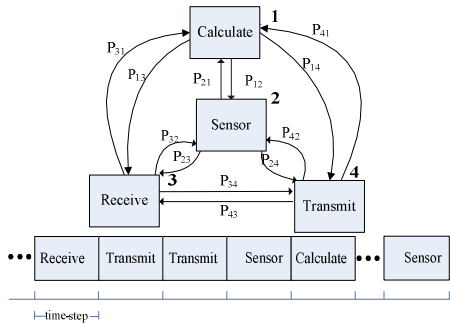 1
Calculate
P31
P41
P13
P14
P21
P12
2
Sensor
P32
P42
P23
P24
3
4
Receive
P34
Transmit
P43
••• Receive Transmit Transmit Sensor Calculate ••• Sensor
time-step